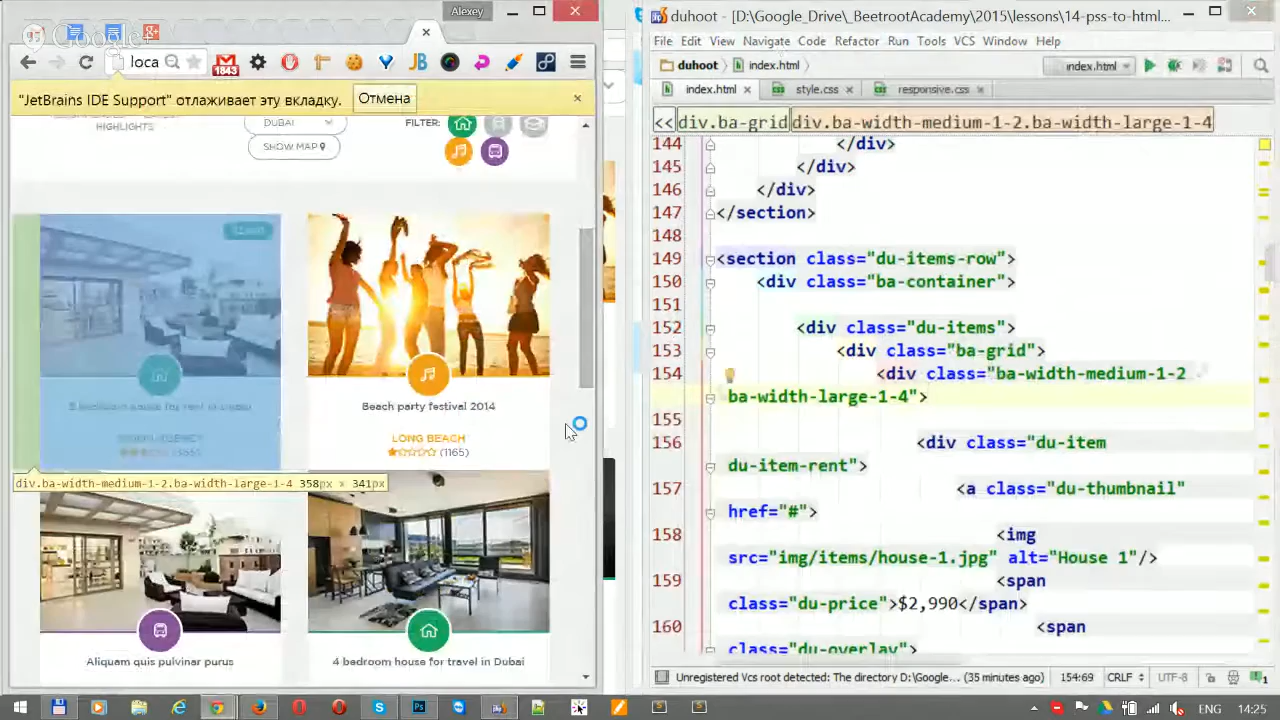 Alexey
Google
loca
1843
"JetBrains IDE Support" отлаживает эту вкладку.
Отмена
HIGHLIGHTS
DUBAI
SHOW MAP
FILTER:
Beach party festival 2014
LONG BEACH
(1165)
div.ba-width-medium-1-2.ba-width-large-1-4 358px × 341px
Aliquam quis pulvinar purus
4 bedroom house for travel in Dubai
duhoot - [D:\Google_Drive\BeetrootAcademy\2015\lessons\14-pss-to-htm...
File Edit View Navigate Code Refactor Run Tools VCS Window Help
duhoot index.html
index.html
index.html style.css responsive.css
<< div.ba-grid div.ba-width-medium-1-2.ba-width-large-1-4
144 </div>
145 </div>
146 </div>
147 </section>
148
149 <section class="du-items-row">
150 <div class="ba-container">
151
152 <div class="du-items">
153 <div class="ba-grid">
154 <div class="ba-width-medium-1-2
ba-width-large-1-4">
155
156 <div class="du-item
du-item-rent">
157 <a class="du-thumbnail"
href="#">
158 <img
src="img/items/house-1.jpg" alt="House 1"/>
159 <span
class="du-price">$2,990</span>
160 <span
class="du-overlay">
Unregistered Vcs root detected: The directory D:\Google... (35 minutes ago) 154:69 CRLF UTF-8
ENG 14:25